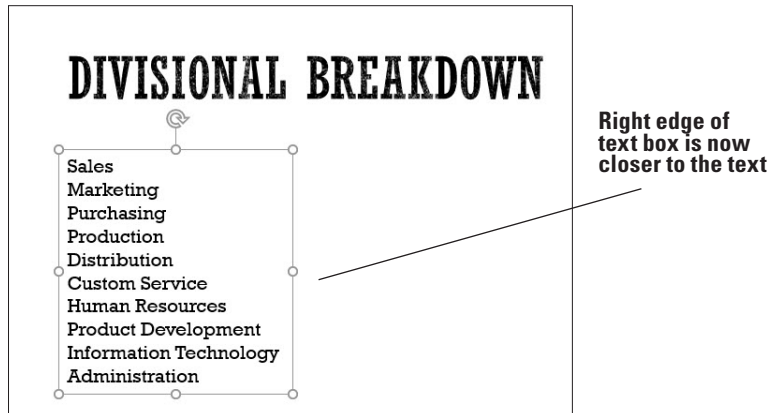 DIVISIONAL BREAKDOWN
Sales
Marketing
Purchasing
Production
Distribution
Custom Service
Human Resources
Product Development
Information Technology
Administration
Right edge of
text box is now
closer to the text